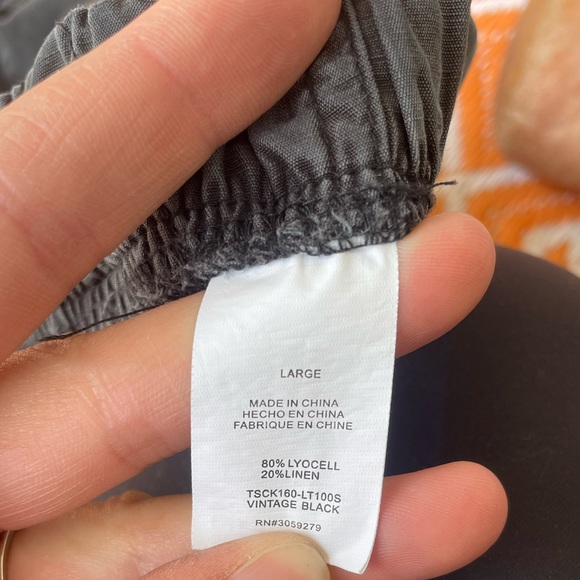 LARGE
MADE IN CHINA
HECHO EN CHINA
FABRIQUE EN CHINE
80% LYOCELL
20%LINEN
TSCK160-LT100S
VINTAGE BLACK
RN#3059279